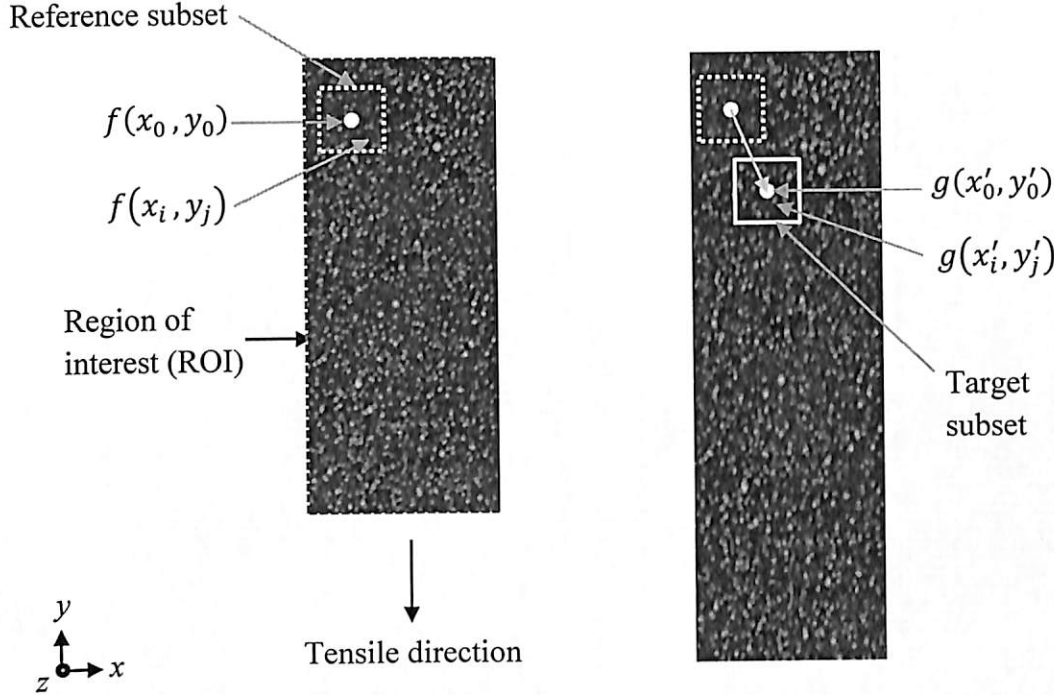 Reference subset
f(x₀, y₀)
f(xᵢ, yⱼ)
Region of
interest (ROI)
g(x′₀, y′₀)
g(x′ᵢ, y′ⱼ)
Target
subset
Tensile direction
y
z
x